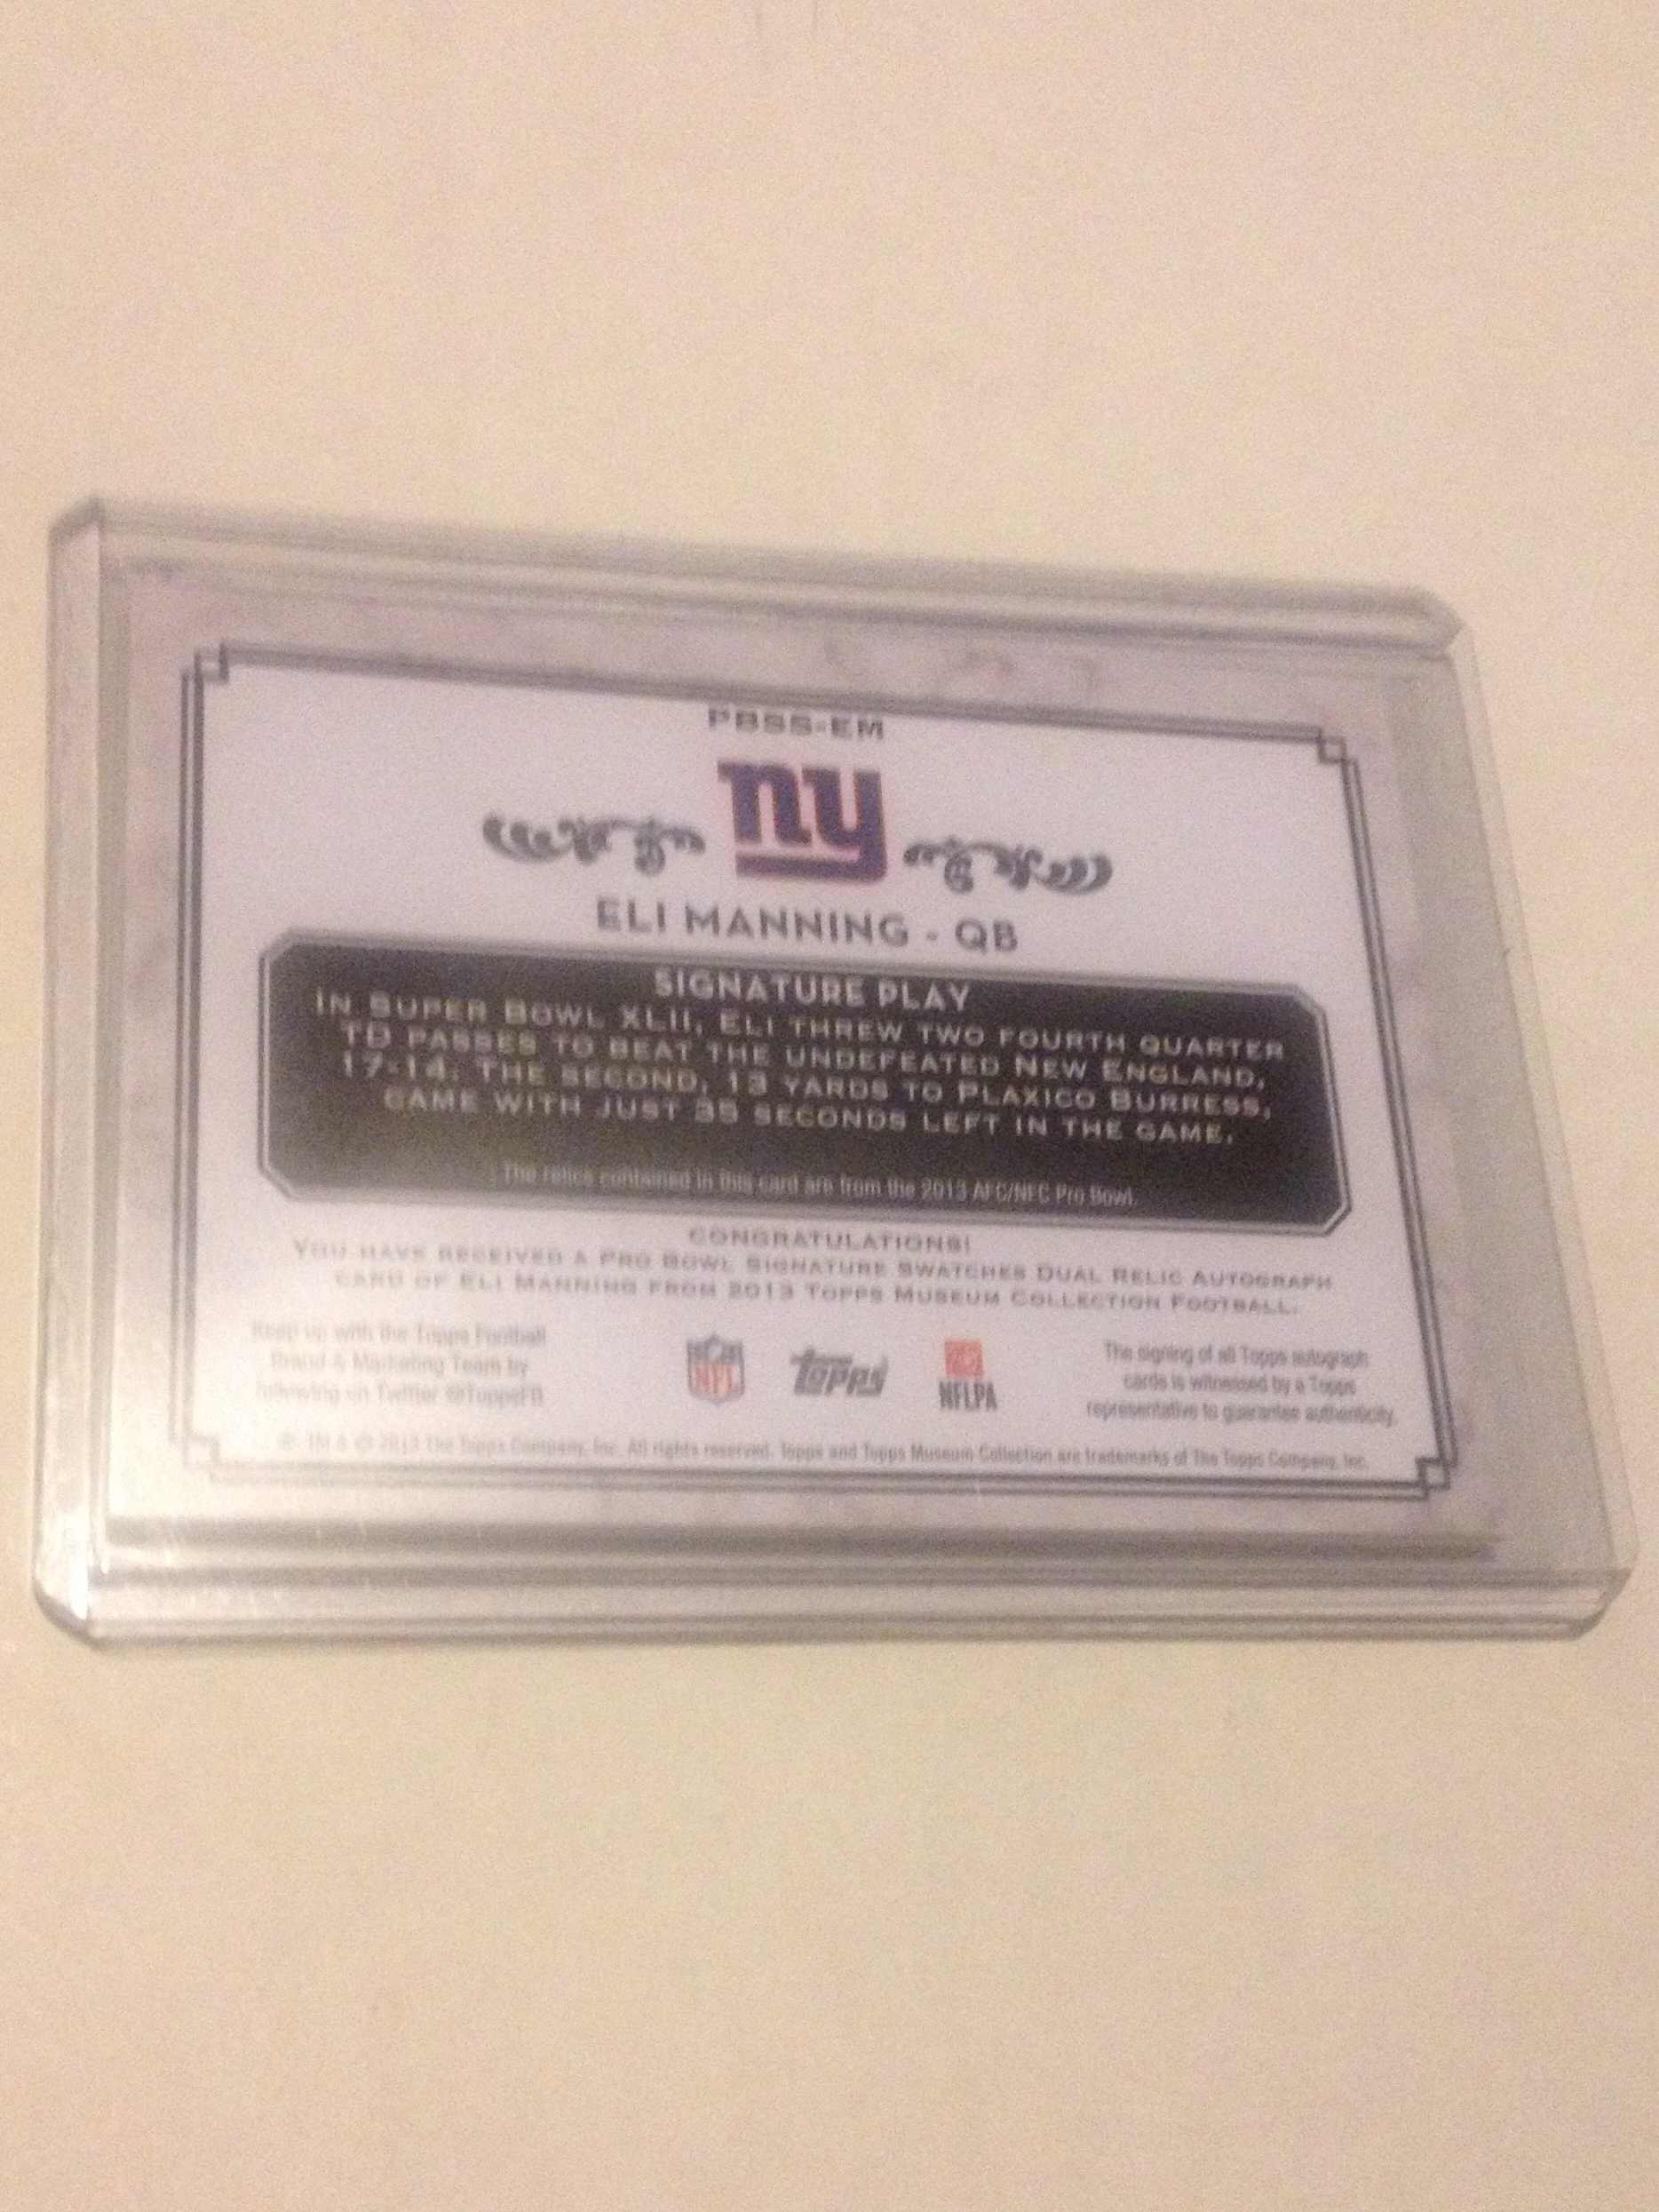 PBSS-EM
ny
ELI MANNING - QB
SIGNATURE PLAY
IN SUPER BOWL XLII, ELI THREW TWO FOURTH QUARTER
TD PASSES TO BEAT THE UNDEFEATED NEW ENGLAND,
17-14; THE SECOND, 13 YARDS TO PLAXICO BURRESS,
CAME WITH JUST 35 SECONDS LEFT IN THE GAME.
The relics contained in this card are from the 2013 AFC/NFC Pro Bowl.
CONGRATULATIONS!
YOU HAVE RECEIVED A PRO BOWL SIGNATURE SWATCHES DUAL RELIC AUTOGRAPH
CARD OF ELI MANNING FROM 2013 TOPPS MUSEUM COLLECTION FOOTBALL.
Keep up with the Topps Football
Brand & Marketing Team by
following on Twitter @ToppsFB
NFL
Topps
NFLPA
The signing of all Topps autograph
cards is witnessed by a Topps
representative to guarantee authenticity.
® TM & © 2013 The Topps Company, Inc. All rights reserved. Topps and Topps Museum Collection are trademarks of The Topps Company, Inc.